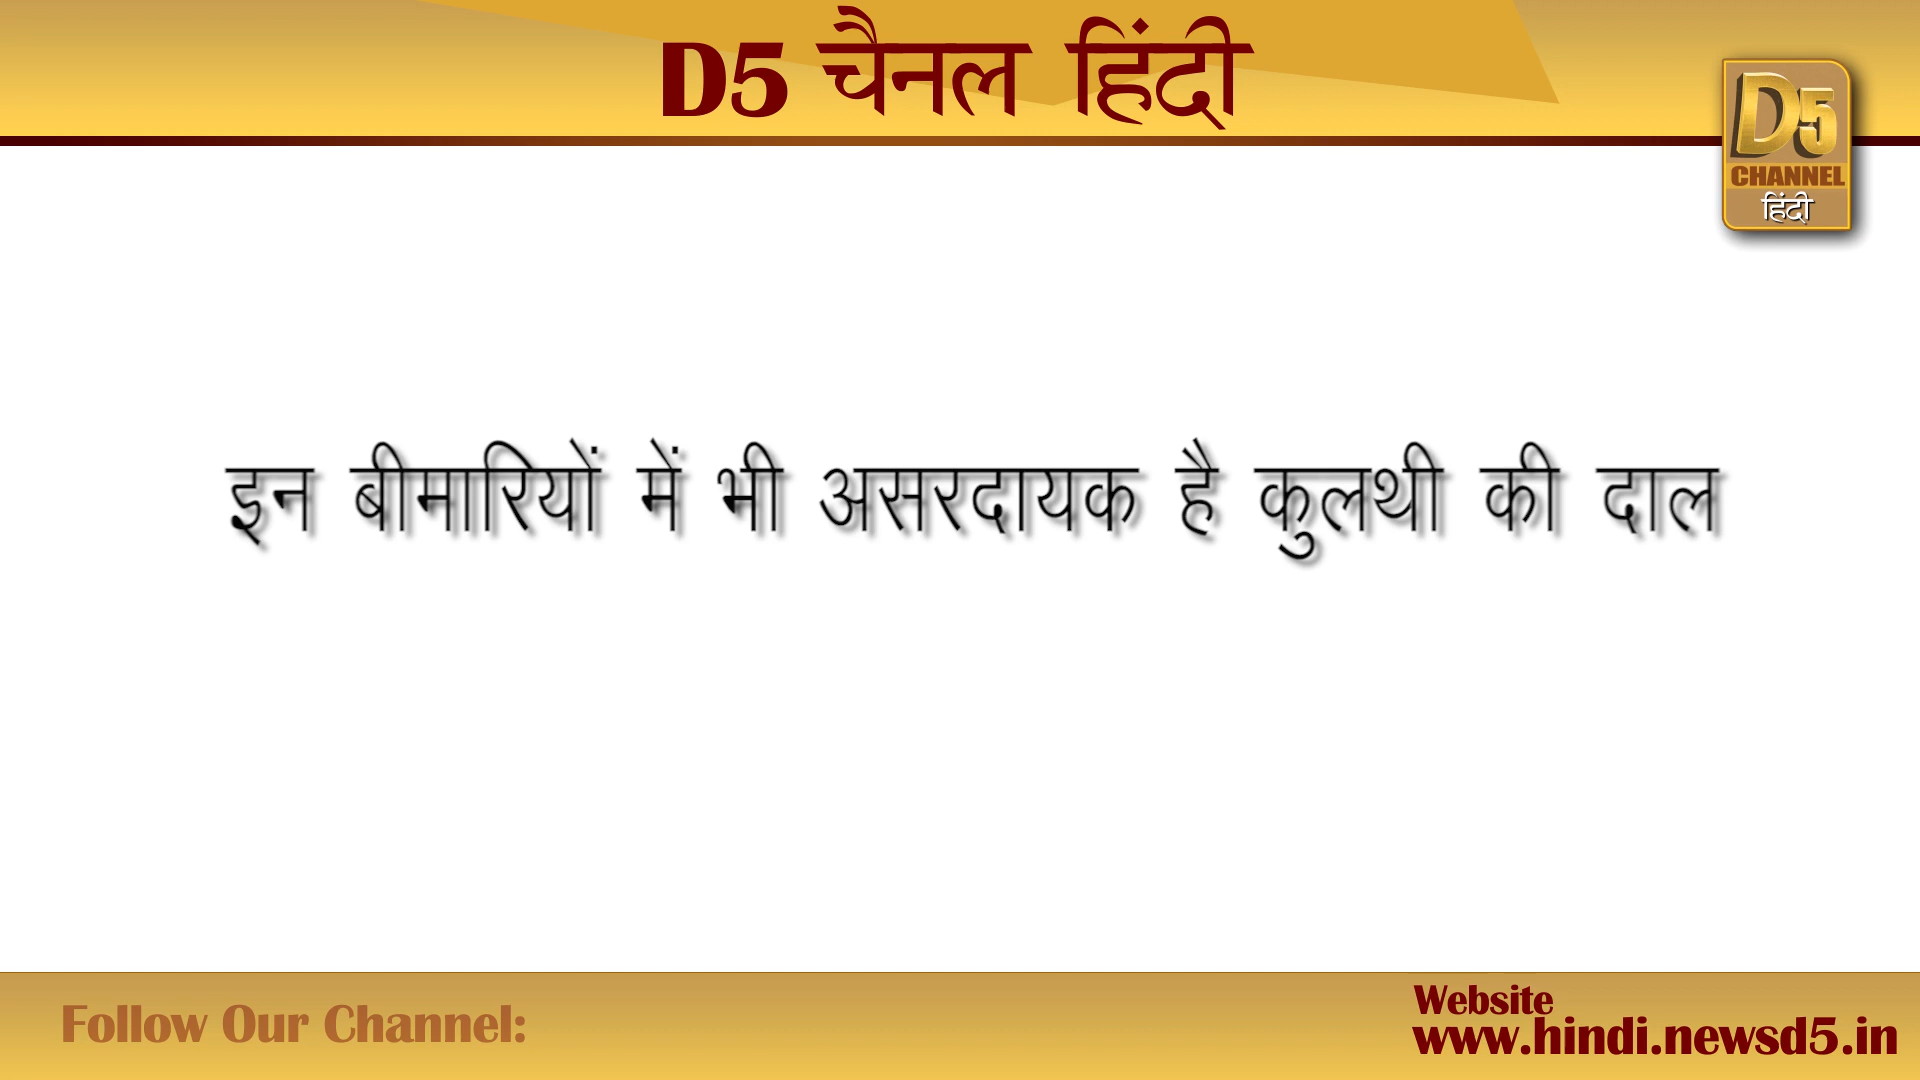 D5 चैनल हिंदी
D5
CHANNEL
हिंदी
इन बीमारियों में भी असरदायक है कुलथी की दाल
Follow Our Channel:
Website
www.hindi.newsd5.in